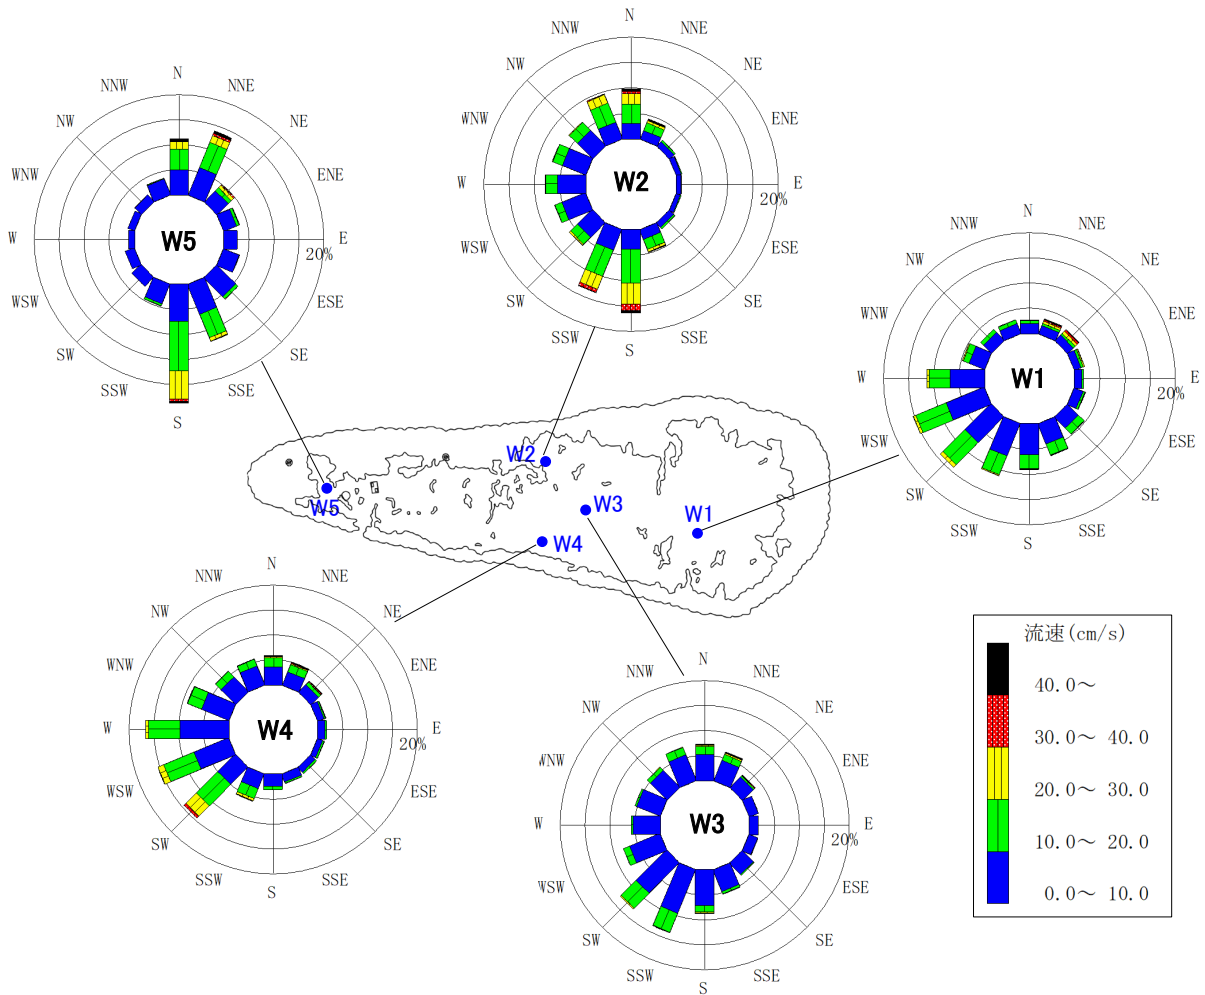 N
NNE
NE
ENE
E
20%
ESE
SE
SSE
S
SSW
SW
WSW
W
WNW
NW
NNW
W5
N
NNE
NE
ENE
E
20%
ESE
SE
SSE
S
SSW
SW
WSW
W
WNW
NW
NNW
W2
N
NNE
NE
ENE
E
20%
ESE
SE
SSE
S
SSW
SW
WSW
W
WNW
NW
NNW
W1
W2
W5
W3
W4
W1
N
NNE
NE
ENE
E
20%
ESE
SE
SSE
S
SSW
SW
WSW
W
WNW
NW
NNW
W4
N
NNE
NE
ENE
E
20%
ESE
SE
SSE
S
SSW
SW
WSW
W
WNW
NW
NNW
W3
流速(cm/s)
40.0～
30.0～ 40.0
20.0～ 30.0
10.0～ 20.0
0.0～ 10.0